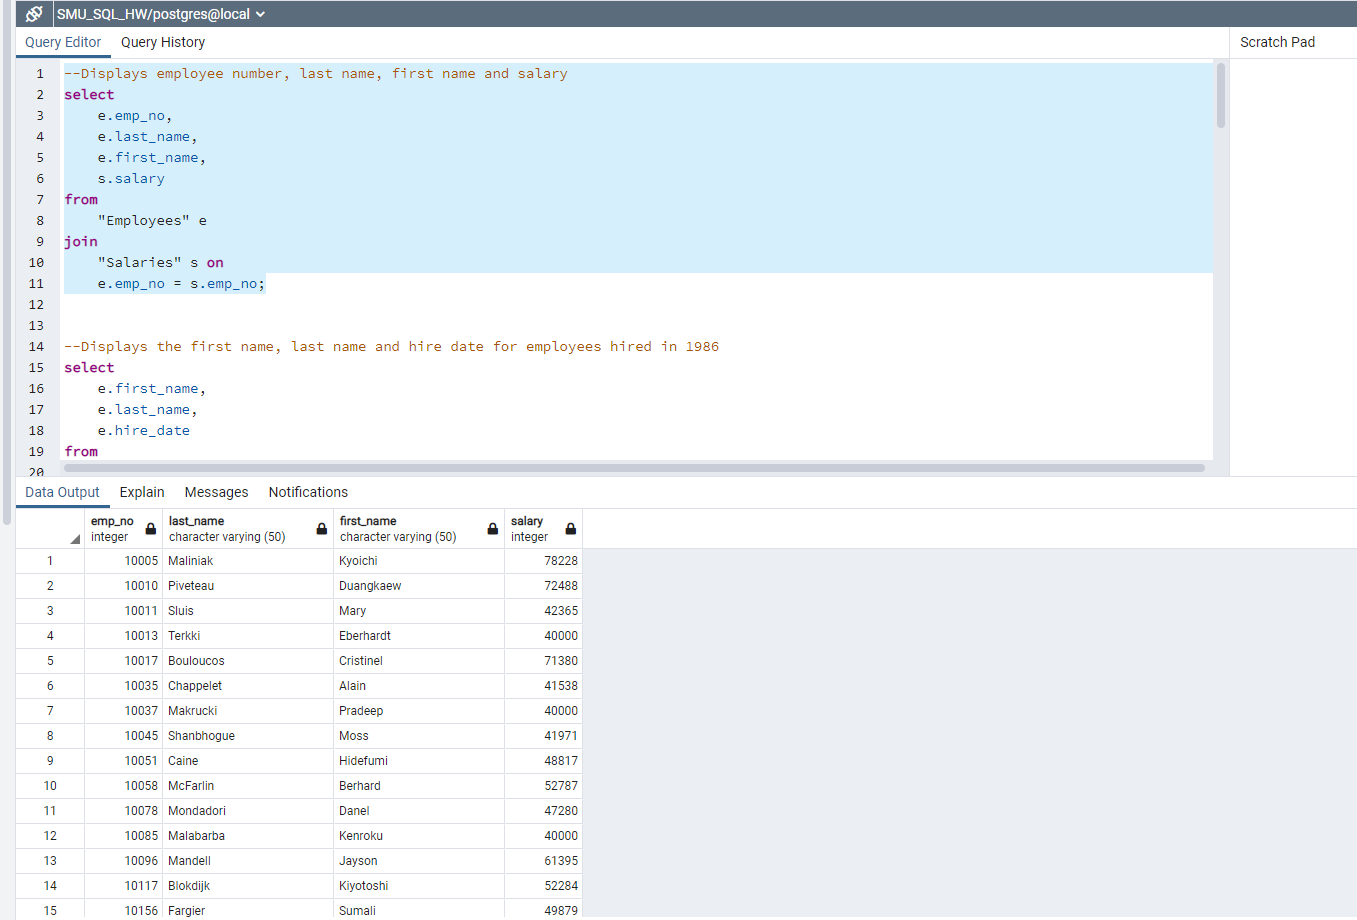 SMU_SQL_HW/postgres@local
Query Editor Query History Scratch Pad
1 --Displays employee number, last name, first name and salary
2 select
3 e.emp_no,
4 e.last_name,
5 e.first_name,
6 s.salary
7 from
8 "Employees" e
9 join
10 "Salaries" s on
11 e.emp_no = s.emp_no;
12
13
14 --Displays the first name, last name and hire date for employees hired in 1986
15 select
16 e.first_name,
17 e.last_name,
18 e.hire_date
19 from
20
Data Output Explain Messages Notifications
emp_no last_name first_name salary
integer character varying (50) character varying (50) integer
1 10005 Maliniak Kyoichi 78228
2 10010 Piveteau Duangkaew 72488
3 10011 Sluis Mary 42365
4 10013 Terkki Eberhardt 40000
5 10017 Bouloucos Cristinel 71380
6 10035 Chappelet Alain 41538
7 10037 Makrucki Pradeep 40000
8 10045 Shanbhogue Moss 41971
9 10051 Caine Hidefumi 48817
10 10058 McFarlin Berhard 52787
11 10078 Mondadori Danel 47280
12 10085 Malabarba Kenroku 40000
13 10096 Mandell Jayson 61395
14 10117 Blokdijk Kiyotoshi 52284
15 10156 Fargier Sumali 49879